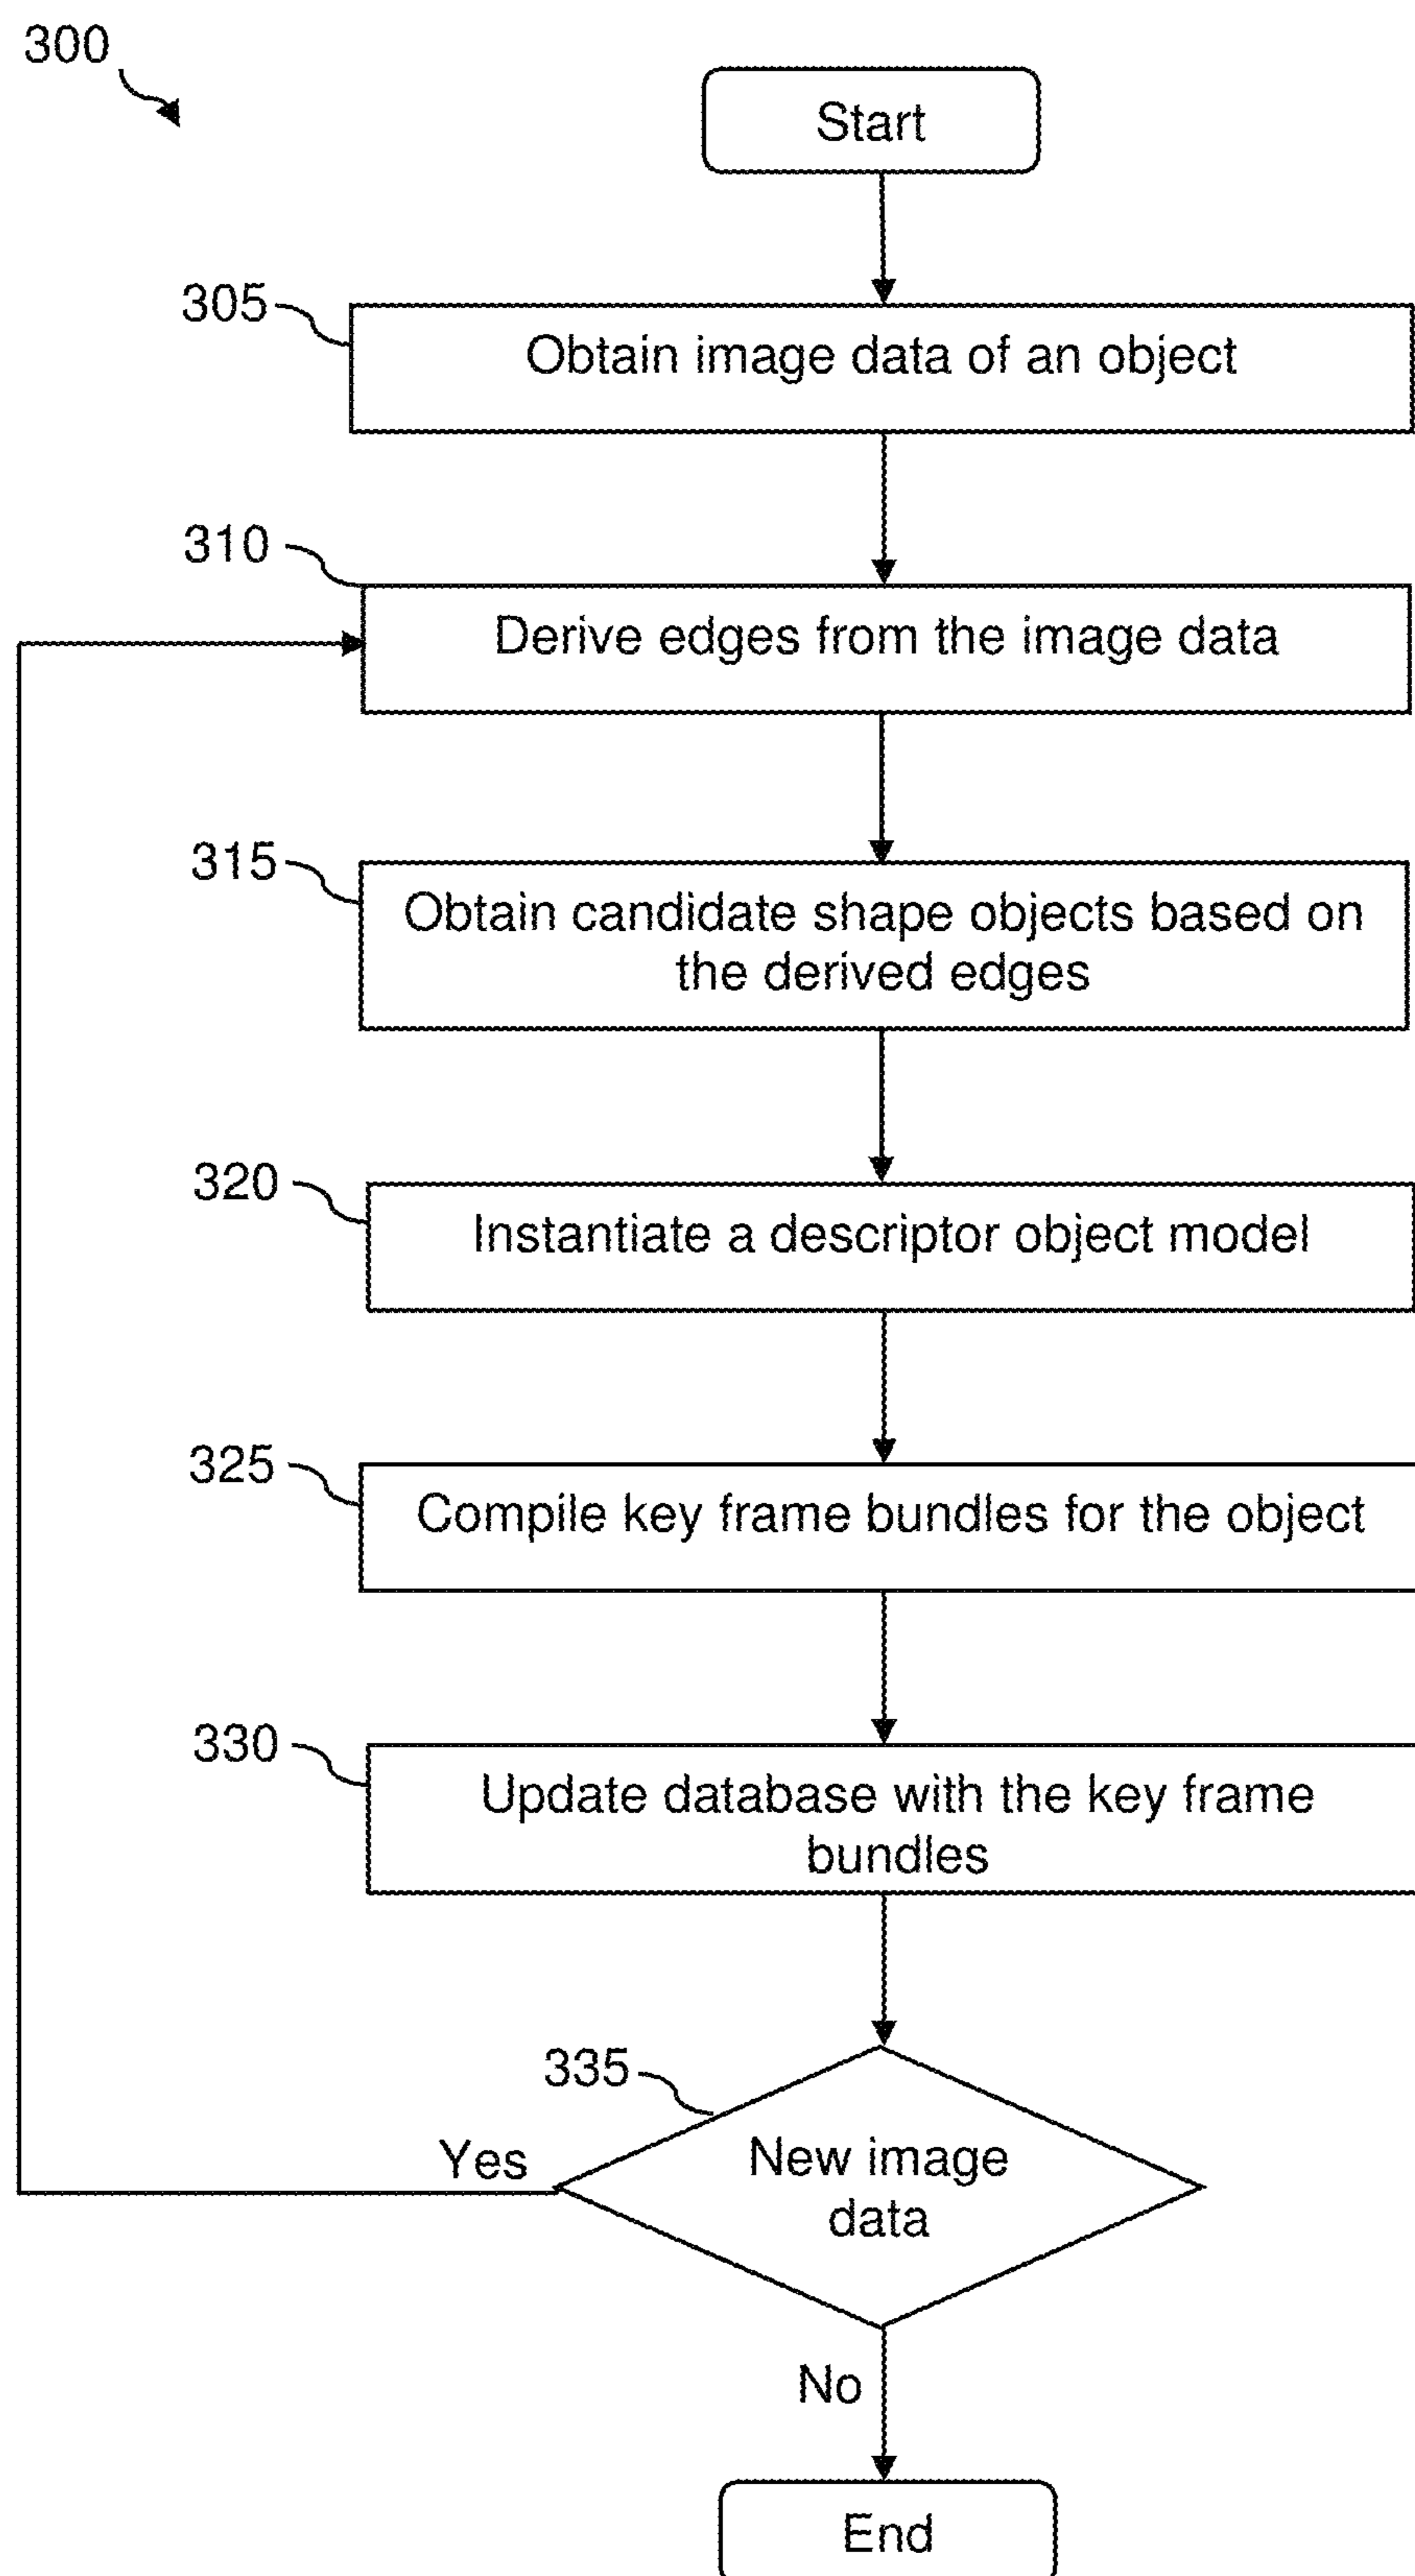 300
Start
305
Obtain image data of an object
310
Derive edges from the image data
315
Obtain candidate shape objects based on
the derived edges
320
Instantiate a descriptor object model
325
Compile key frame bundles for the object
330
Update database with the key frame
bundles
335
New image
data
Yes
No
End